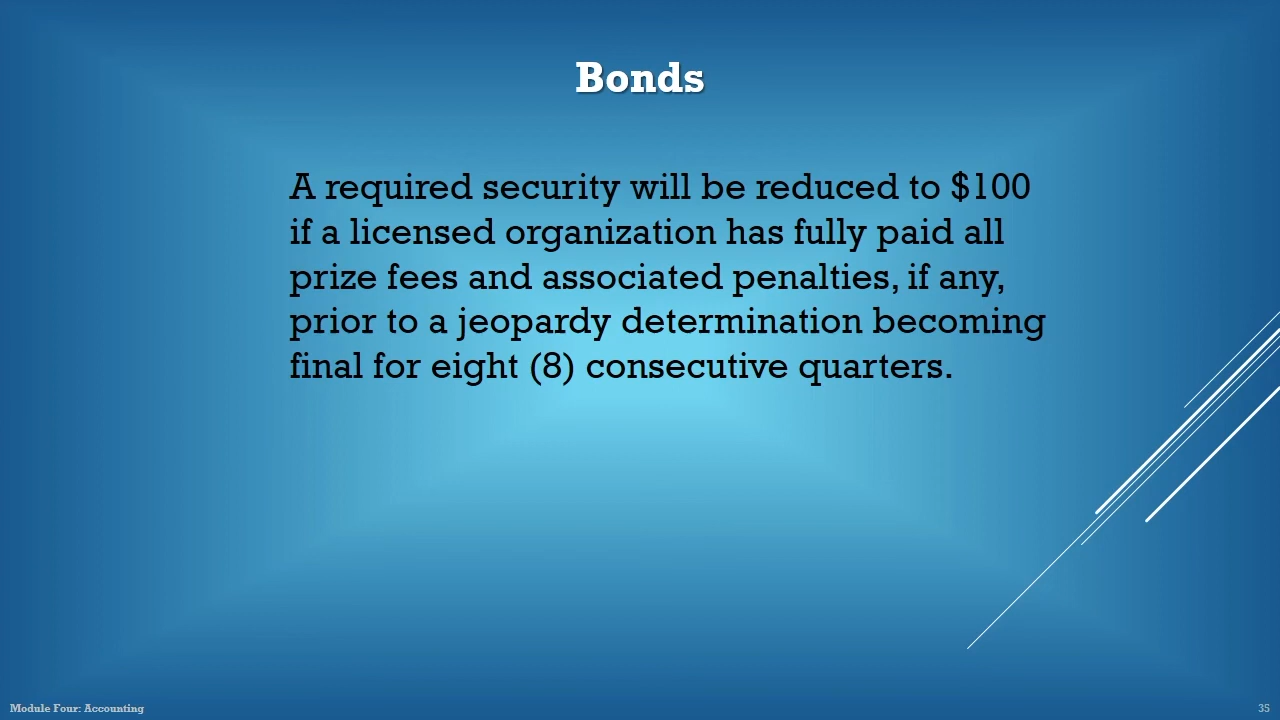 Bonds
A required security will be reduced to $100
if a licensed organization has fully paid all
prize fees and associated penalties, if any,
prior to a jeopardy determination becoming
final for eight (8) consecutive quarters.
Module Four: Accounting
35